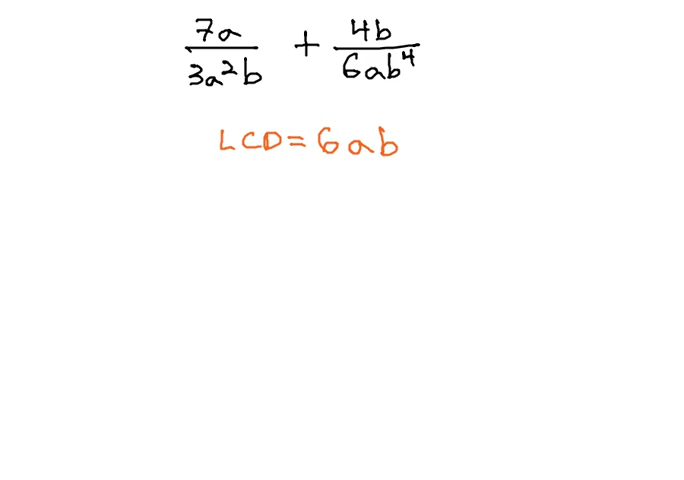 7a/3a²b + 4b/6ab⁴
LCD = 6ab